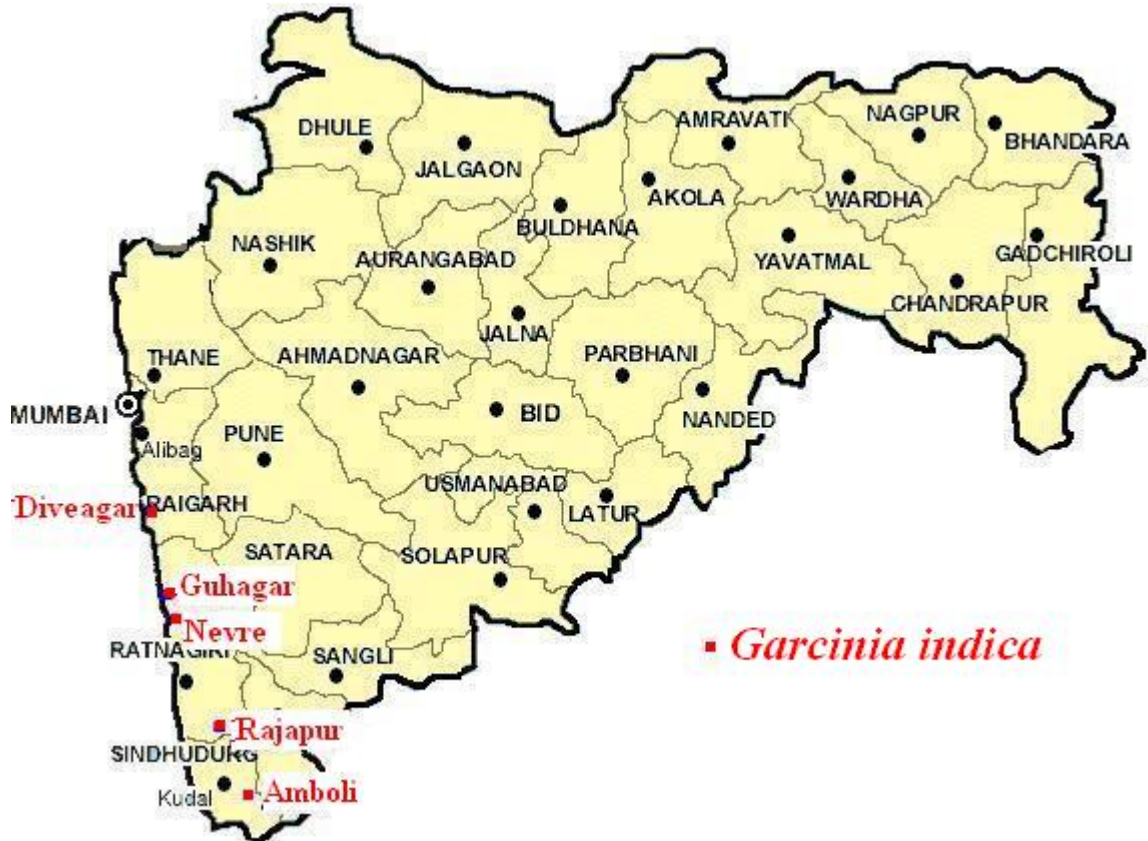 DHULE
JALGAON
AMRAVATI
NAGPUR
BHANDARA
AKOLA
WARDHA
BULDHANA
NASHIK
AURANGABAD
YAVATMAL
GADCHIROLI
CHANDRAPUR
JALNA
THANE
AHMADNAGAR
PARBHANI
MUMBAI
BID
NANDED
Alibag
PUNE
USMANABAD
Diveagar
RAIGARH
LATUR
SATARA
SOLAPUR
Guhagar
Nevre
RATNAGIRI
SANGLI
Garcinia indica
Rajapur
SINDHUDURG
Kudal
Amboli